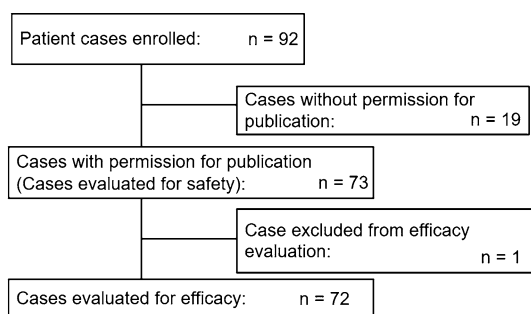 Patient cases enrolled: n = 92
Cases without permission for
publication: n = 19
Cases with permission for publication
(Cases evaluated for safety): n = 73
Case excluded from efficacy
evaluation: n = 1
Cases evaluated for efficacy: n = 72